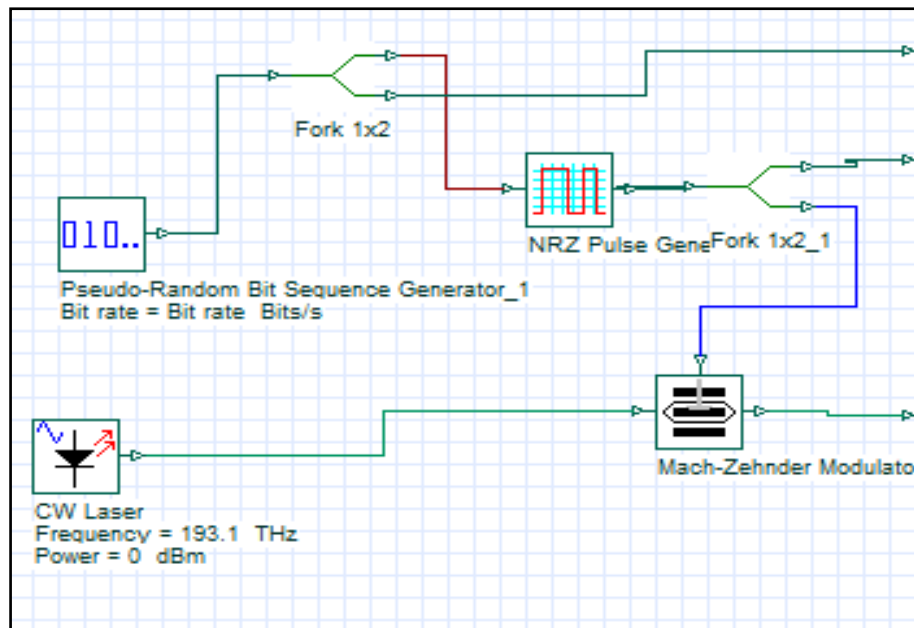 Fork 1x2
010..
NRZ Pulse Gene
Fork 1x2_1
Pseudo-Random Bit Sequence Generator_1
Bit rate = Bit rate Bits/s
Mach-Zehnder Modulato
CW Laser
Frequency = 193.1 THz
Power = 0 dBm